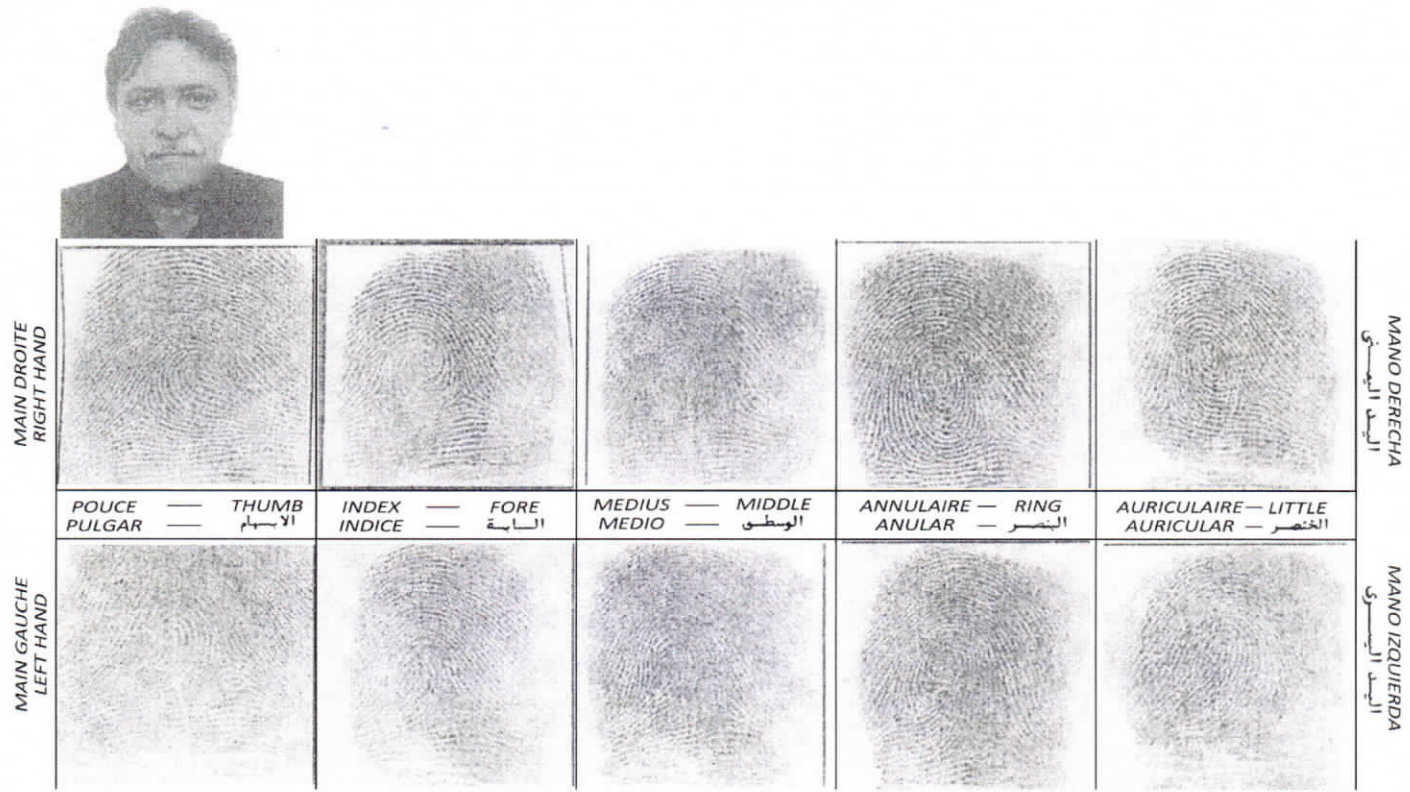 MAIN DROITE
RIGHT HAND
MANO DERECHA
اليد اليمنى
POUCE — THUMB
PULGAR — الابهام
INDEX — FORE
INDICE — السبابة
MEDIUS — MIDDLE
MEDIO — الوسطى
ANNULAIRE — RING
ANULAR — البنصر
AURICULAIRE — LITTLE
AURICULAR — الخنصر
MAIN GAUCHE
LEFT HAND
MANO IZQUIERDA
اليد اليسرى